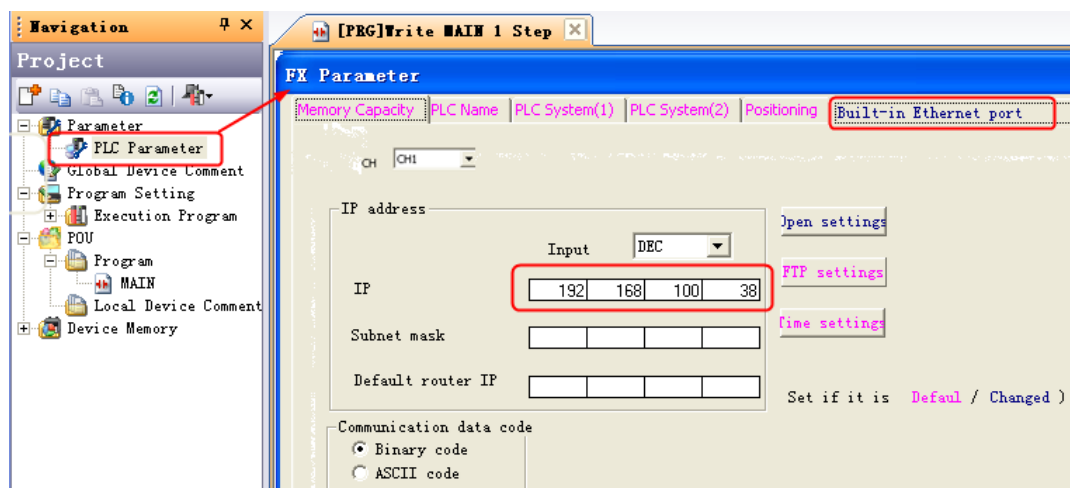 Navigation
Project
Parameter
PLC Parameter
Global Device Comment
Program Setting
Execution Program
POU
Program
MAIN
Local Device Comment
Device Memory
[PRG]Write MAIN 1 Step
FX Parameter
Memory Capacity PLC Name PLC System(1) PLC System(2) Positioning Built-in Ethernet port
CH CH1
IP address
Input DEC
IP 192 168 100 38
Subnet mask
Default router IP
Open settings
FTP settings
Time settings
Set if it is Defaul / Changed )
Communication data code
Binary code
ASCII code